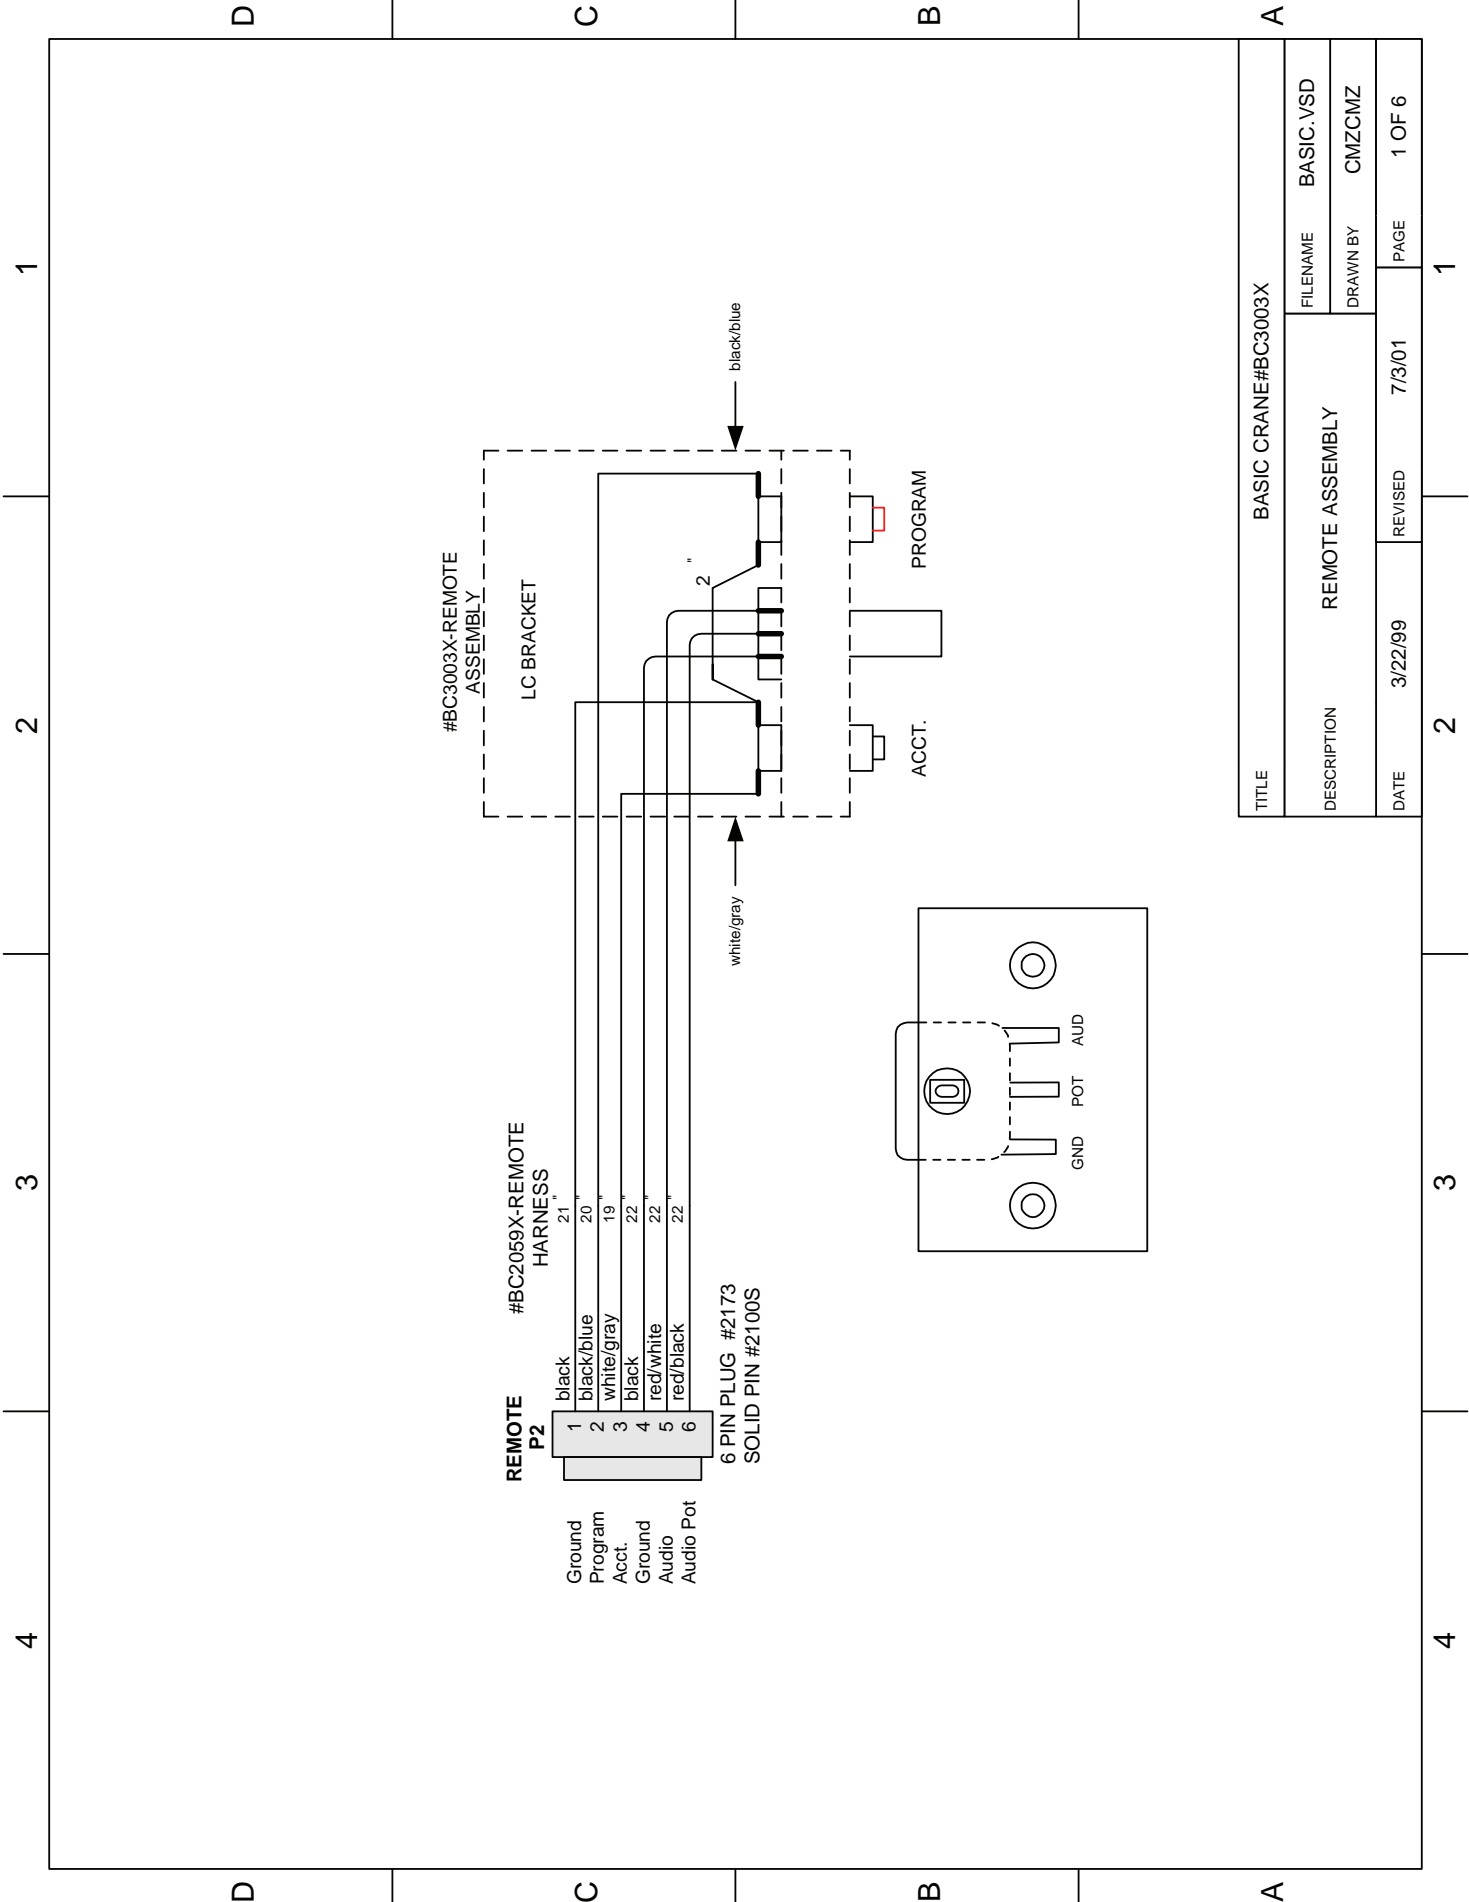 4
3
2
1
D
D
C
C
B
B
A
A
#BC3003X-REMOTE
ASSEMBLY
LC BRACKET
#BC2059X-REMOTE
HARNESS
REMOTE
P2
Ground
1
black
21 "
Program
2
black/blue
20 "
Acct.
3
white/gray
19 "
Ground
4
black
22 "
Audio
5
red/white
22 "
Audio Pot
6
red/black
22 "
2 "
6 PIN PLUG #2173
SOLID PIN #2100S
white/gray
black/blue
ACCT.
PROGRAM
GND
POT
AUD
TITLE
BASIC CRANE#BC3003X
DESCRIPTION
REMOTE ASSEMBLY
FILENAME
BASIC.VSD
DRAWN BY
CMZCMZ
DATE
3/22/99
REVISED
7/3/01
PAGE
1 OF 6
4
3
2
1